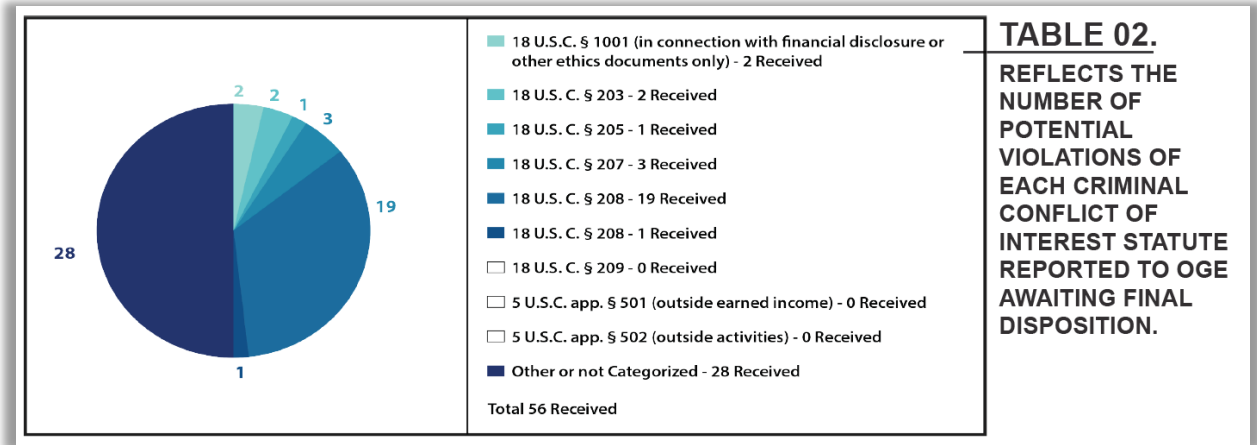 2
2
1
3
19
28
1
18 U.S.C. § 1001 (in connection with financial disclosure or
other ethics documents only) - 2 Received
18 U.S. C. § 203 - 2 Received
18 U.S. C. § 205 - 1 Received
18 U.S. C. § 207 - 3 Received
18 U.S. C. § 208 - 19 Received
18 U.S. C. § 208 - 1 Received
18 U.S. C. § 209 - 0 Received
5 U.S.C. app. § 501 (outside earned income) - 0 Received
5 U.S.C. app. § 502 (outside activities) - 0 Received
Other or not Categorized - 28 Received
Total 56 Received
TABLE 02.
REFLECTS THE
NUMBER OF
POTENTIAL
VIOLATIONS OF
EACH CRIMINAL
CONFLICT OF
INTEREST STATUTE
REPORTED TO OGE
AWAITING FINAL
DISPOSITION.